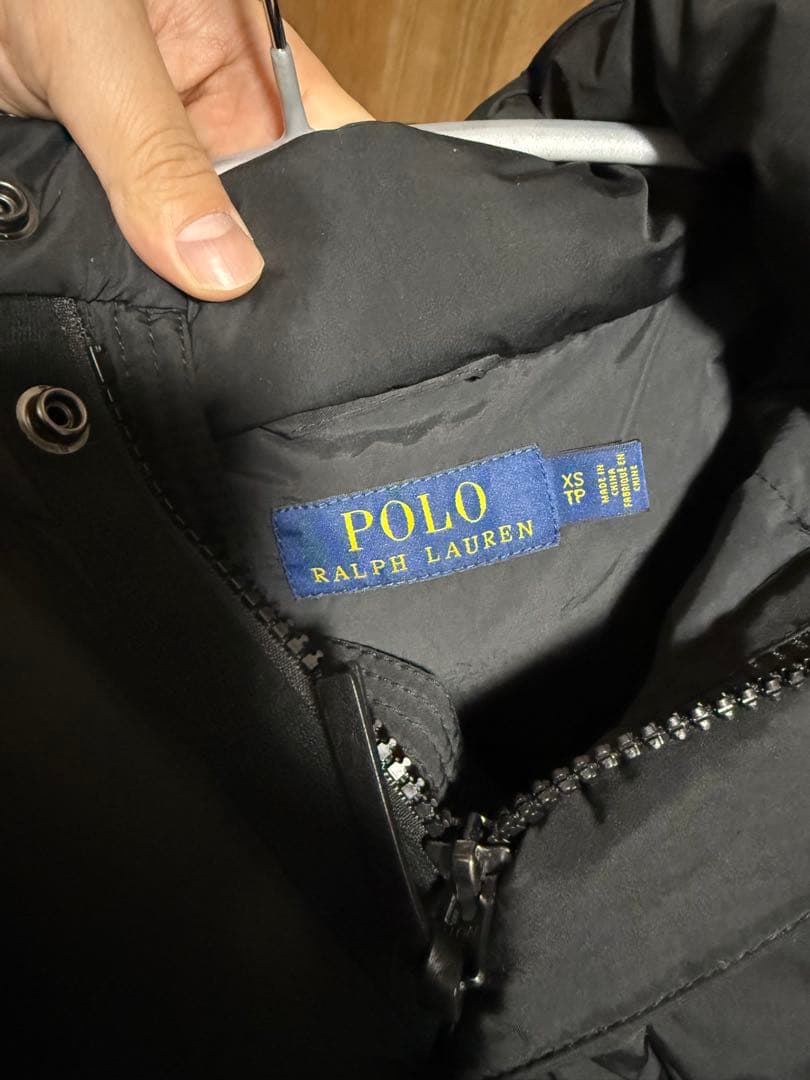 POLO
RALPH LAUREN
XS
TP
MADE IN
CHINA
FABRIQUÉ EN
CHINE